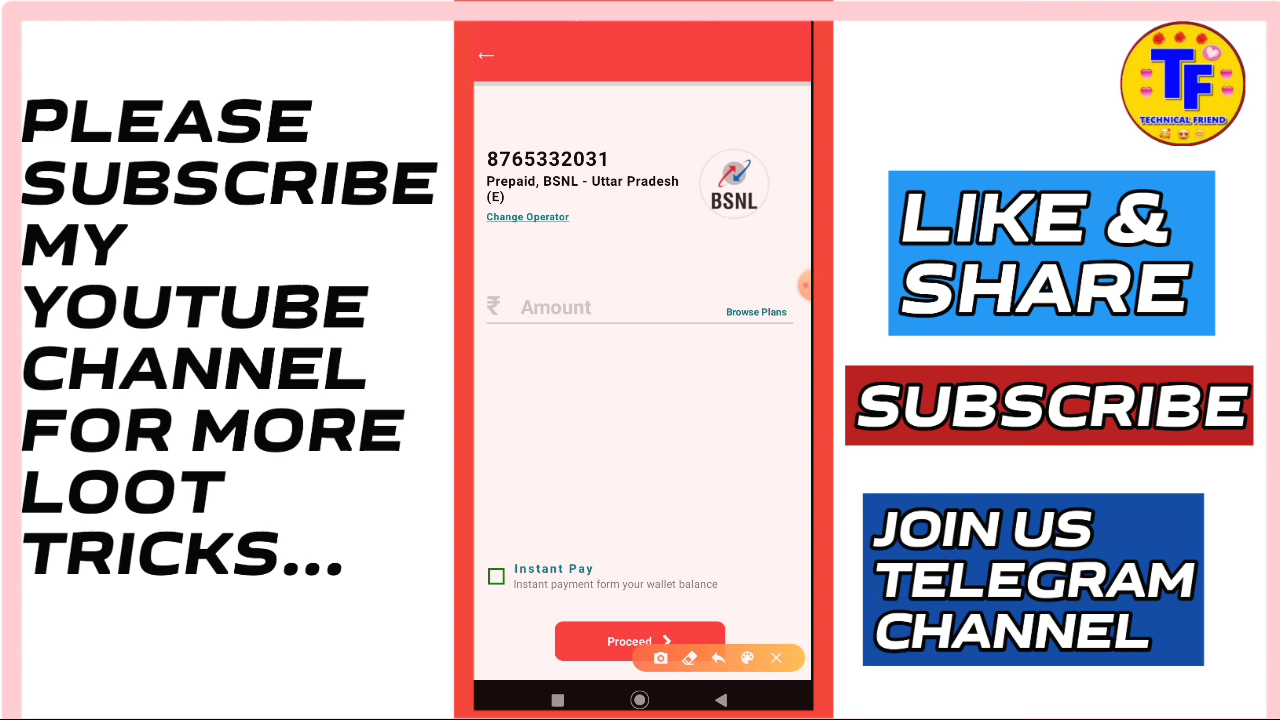 PLEASE
SUBSCRIBE
MY
YOUTUBE
CHANNEL
FOR MORE
LOOT
TRICKS...
8765332031
Prepaid, BSNL - Uttar Pradesh
(E)
Change Operator
BSNL
₹ Amount
Browse Plans
Instant Pay
Instant payment form your wallet balance
Proceed
TF
TECHNICAL FRIEND
LIKE &
SHARE
SUBSCRIBE
JOIN US
TELEGRAM
CHANNEL